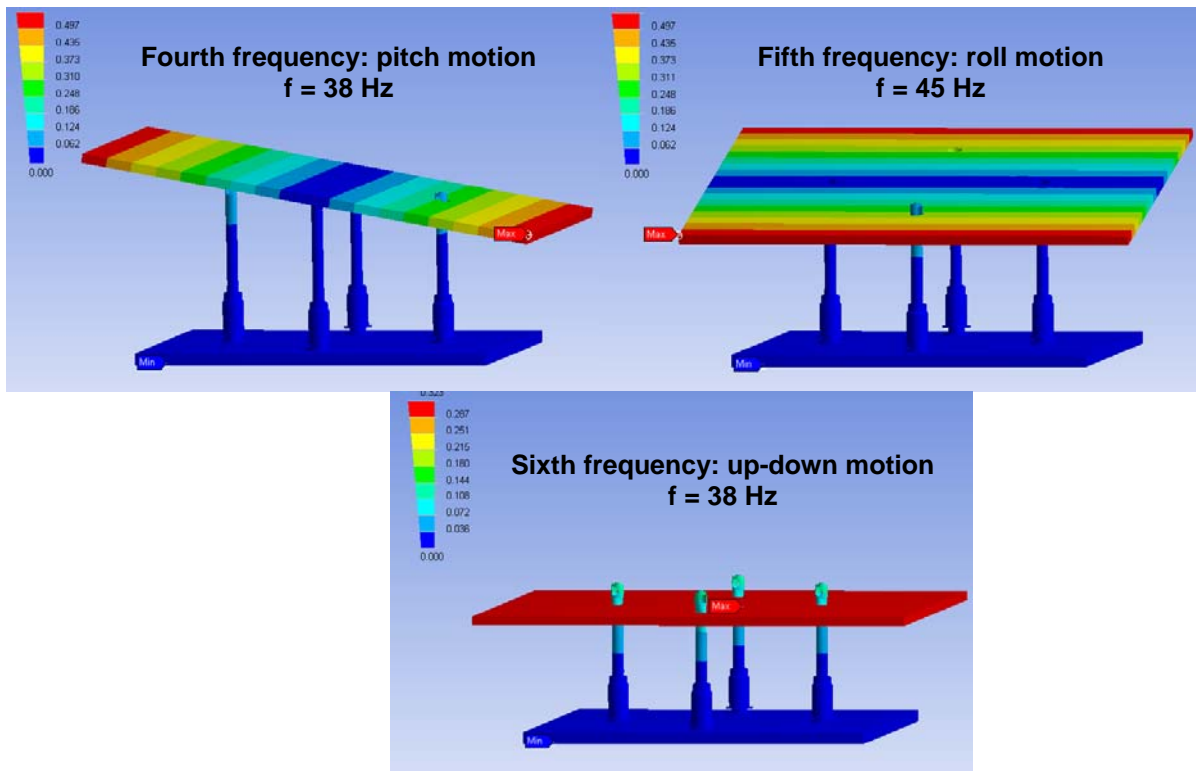 0.497
0.435
0.373
0.310
0.248
0.186
0.124
0.062
0.000
Fourth frequency: pitch motion
f = 38 Hz
Max
Min
0.497
0.435
0.373
0.311
0.248
0.186
0.124
0.062
0.000
Fifth frequency: roll motion
f = 45 Hz
Max
Min
0.323
0.287
0.251
0.215
0.180
0.144
0.108
0.072
0.036
0.000
Sixth frequency: up-down motion
f = 38 Hz
Max
Min